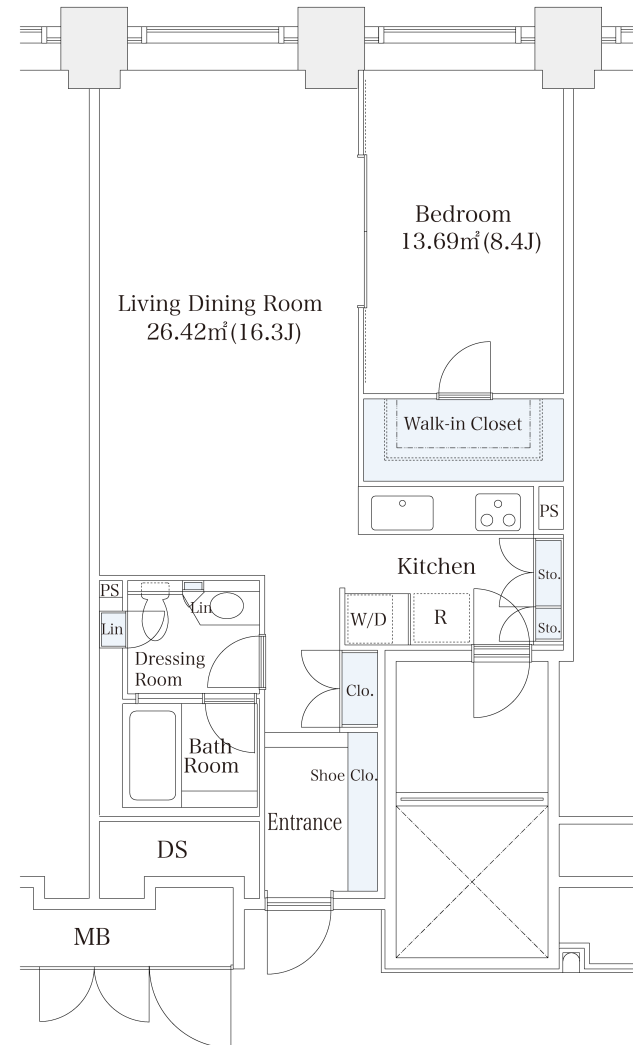 Bedroom
13.69㎡(8.4J)
Living Dining Room
26.42㎡(16.3J)
Walk-in Closet
PS
Kitchen
Sto.
PS
Lin
W/D
R
Lin
Sto.
Dressing
Room
Clo.
Bath
Room
Shoe Clo.
Entrance
DS
MB